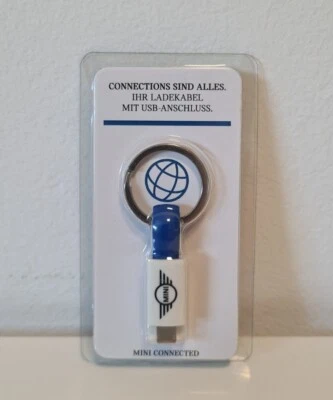 CONNECTIONS SIND ALLES.
IHR LADEKABEL
MIT USB-ANSCHLUSS.
MINI
MINI CONNECTED